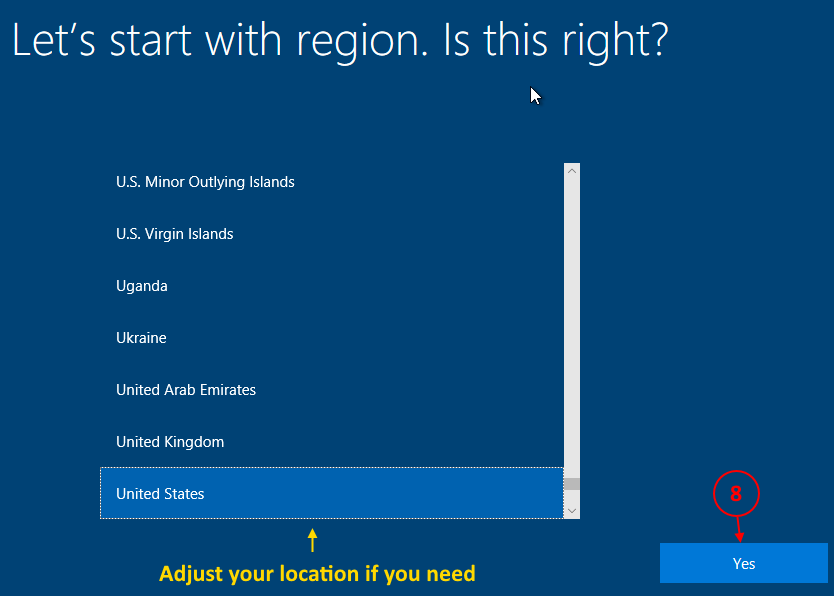 Let's start with region. Is this right?
U.S. Minor Outlying Islands
U.S. Virgin Islands
Uganda
Ukraine
United Arab Emirates
United Kingdom
United States
8
Adjust your location if you need
Yes